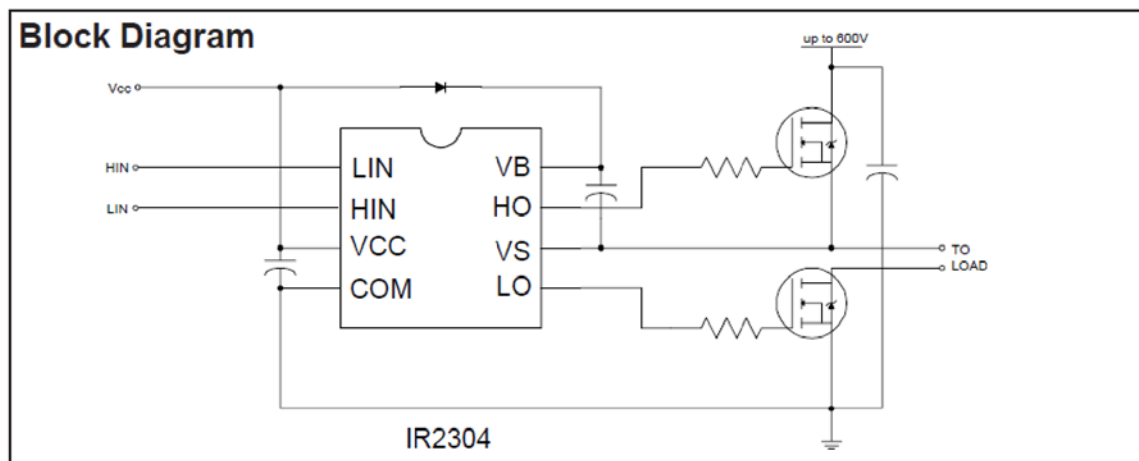 Block Diagram
up to 600V
Vcc
HIN
LIN
LIN
HIN
VCC
COM
VB
HO
VS
LO
TO
LOAD
IR2304